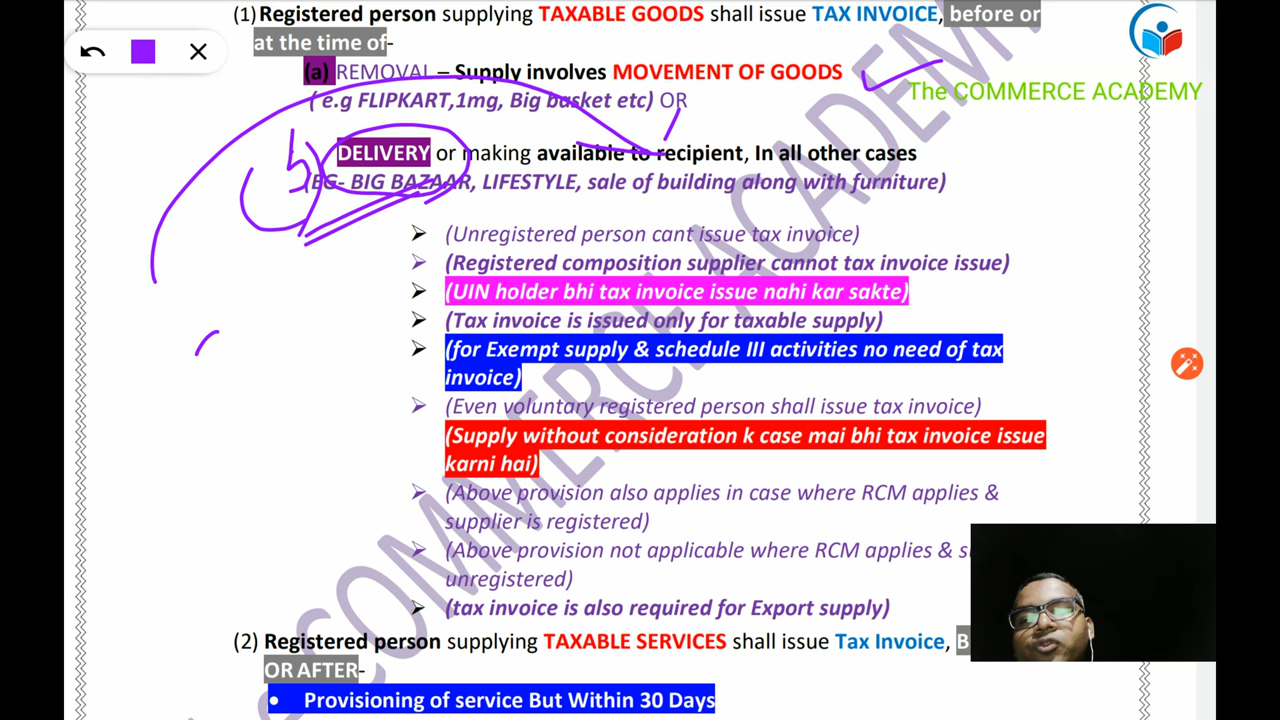 (1) Registered person supplying TAXABLE GOODS shall issue TAX INVOICE, before or
at the time of-
(a) REMOVAL – Supply involves MOVEMENT OF GOODS
( e.g FLIPKART,1mg, Big basket etc) OR
The COMMERCE ACADEMY
b)
DELIVERY or making available to recipient, In all other cases
(EG- BIG BAZAAR, LIFESTYLE, sale of building along with furniture)
(Unregistered person cant issue tax invoice)
(Registered composition supplier cannot tax invoice issue)
(UIN holder bhi tax invoice issue nahi kar sakte)
(Tax invoice is issued only for taxable supply)
(for Exempt supply & schedule III activities no need of tax
invoice)
(Even voluntary registered person shall issue tax invoice)
(Supply without consideration k case mai bhi tax invoice issue
karni hai)
(Above provision also applies in case where RCM applies &
supplier is registered)
(Above provision not applicable where RCM applies &
unregistered)
(tax invoice is also required for Export supply)
(2) Registered person supplying TAXABLE SERVICES shall issue Tax Invoice,
OR AFTER-
• Provisioning of service But Within 30 Days
COMMERCE ACADEMY